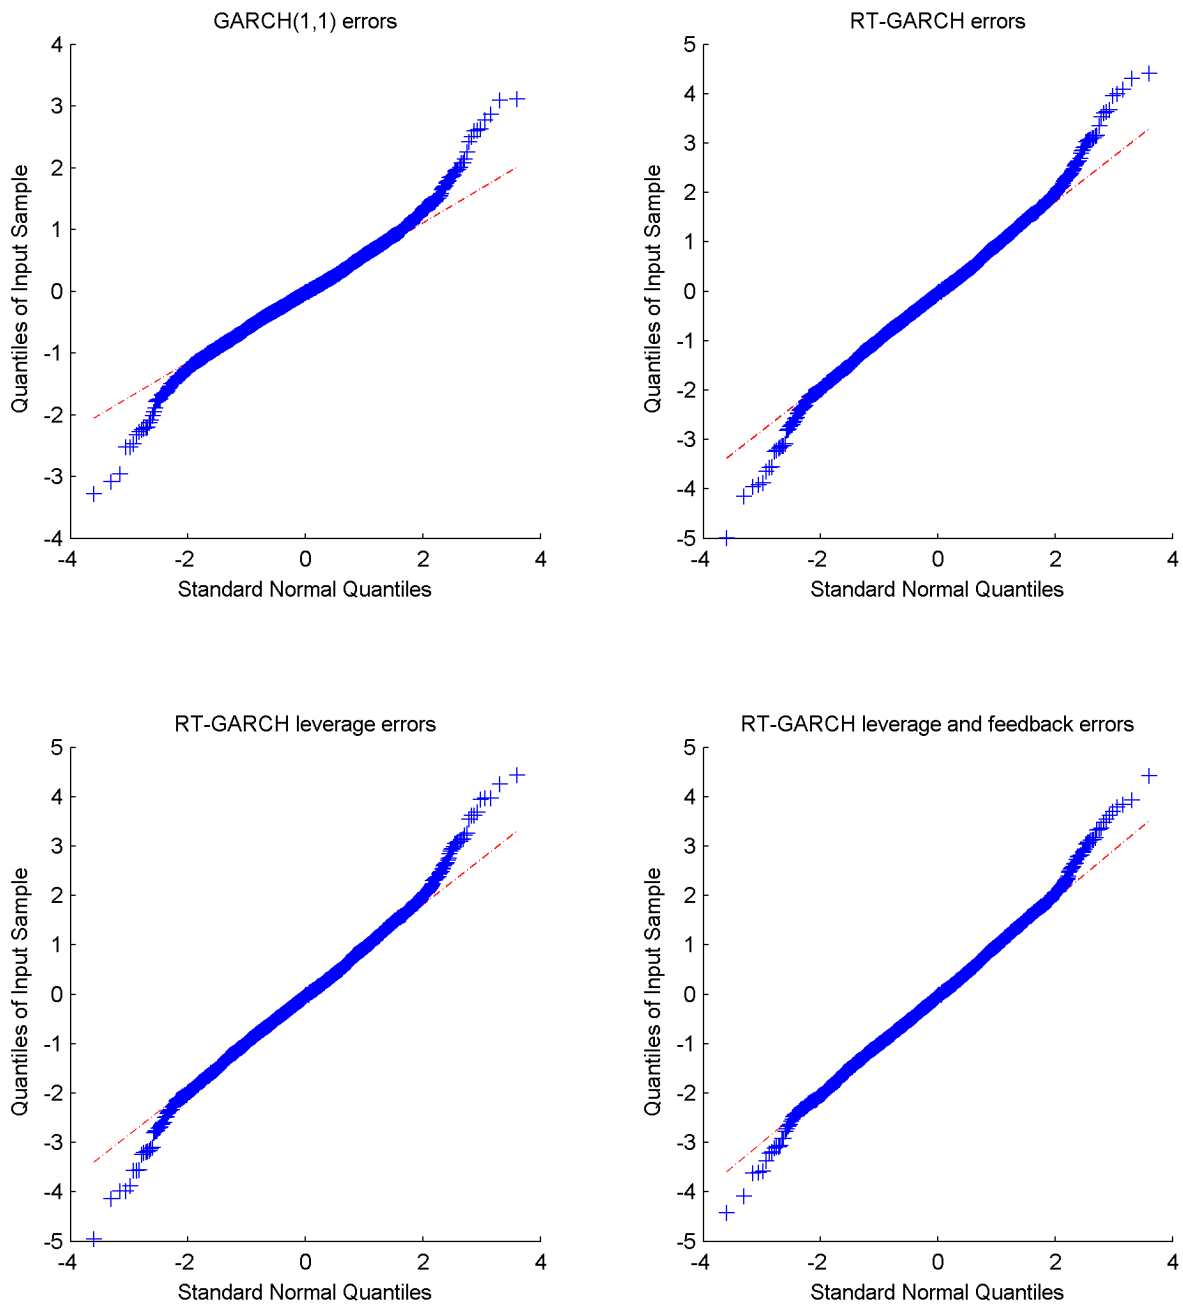 GARCH(1,1) errors
4
3
2
1
0
-1
-2
-3
-4
Quantiles of Input Sample
-4 -2 0 2 4
Standard Normal Quantiles
RT-GARCH errors
5
4
3
2
1
0
-1
-2
-3
-4
-5
Quantiles of Input Sample
-4 -2 0 2 4
Standard Normal Quantiles
RT-GARCH leverage errors
5
4
3
2
1
0
-1
-2
-3
-4
-5
Quantiles of Input Sample
-4 -2 0 2 4
Standard Normal Quantiles
RT-GARCH leverage and feedback errors
5
4
3
2
1
0
-1
-2
-3
-4
-5
Quantiles of Input Sample
-4 -2 0 2 4
Standard Normal Quantiles